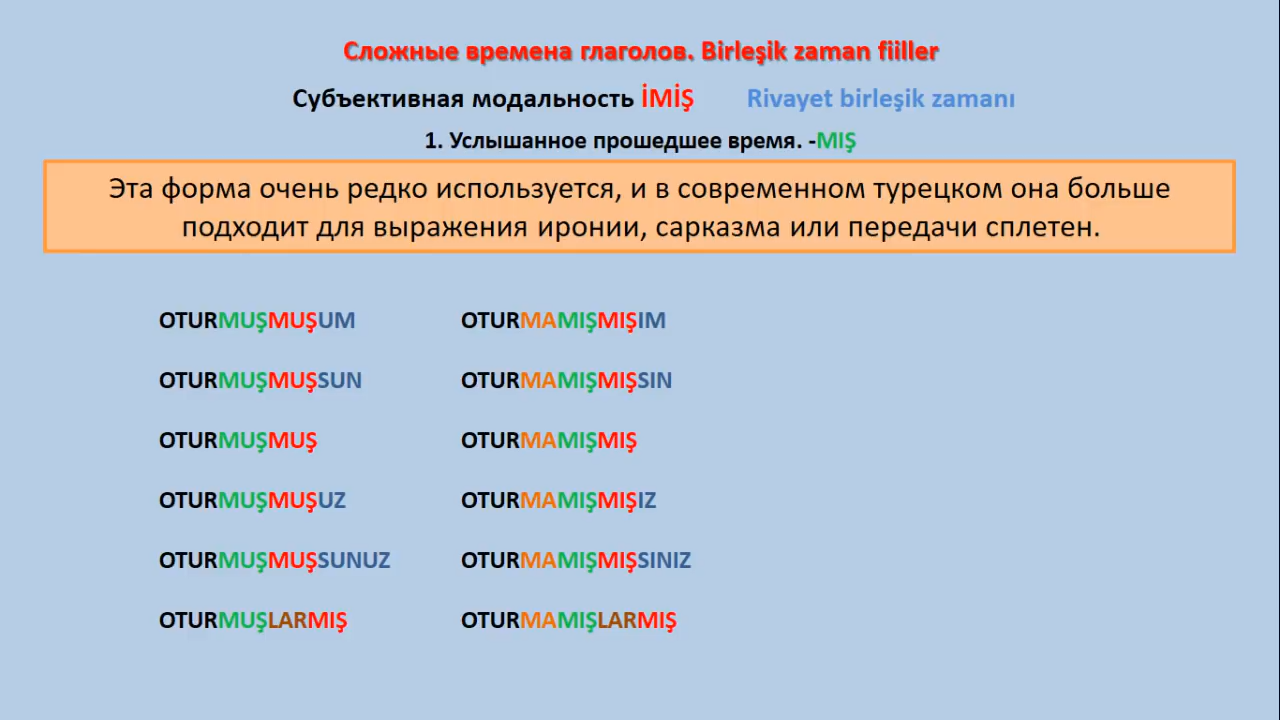 Сложные времена глаголов. Birleşik zaman fiiller
Субъективная модальность İMİŞ Rivayet birleşik zamanı
1. Услышанное прошедшее время. -MIŞ
Эта форма очень редко используется, и в современном турецком она больше
подходит для выражения иронии, сарказма или передачи сплетен.
OTURMUŞMUŞUM OTURMAMIŞMIŞIM
OTURMUŞMUŞSUN OTURMAMIŞMIŞSIN
OTURMUŞMUŞ OTURMAMIŞMIŞ
OTURMUŞMUŞUZ OTURMAMIŞMIŞIZ
OTURMUŞMUŞSUNUZ OTURMAMIŞMIŞSINIZ
OTURMUŞLARMIŞ OTURMAMIŞLARMIŞ